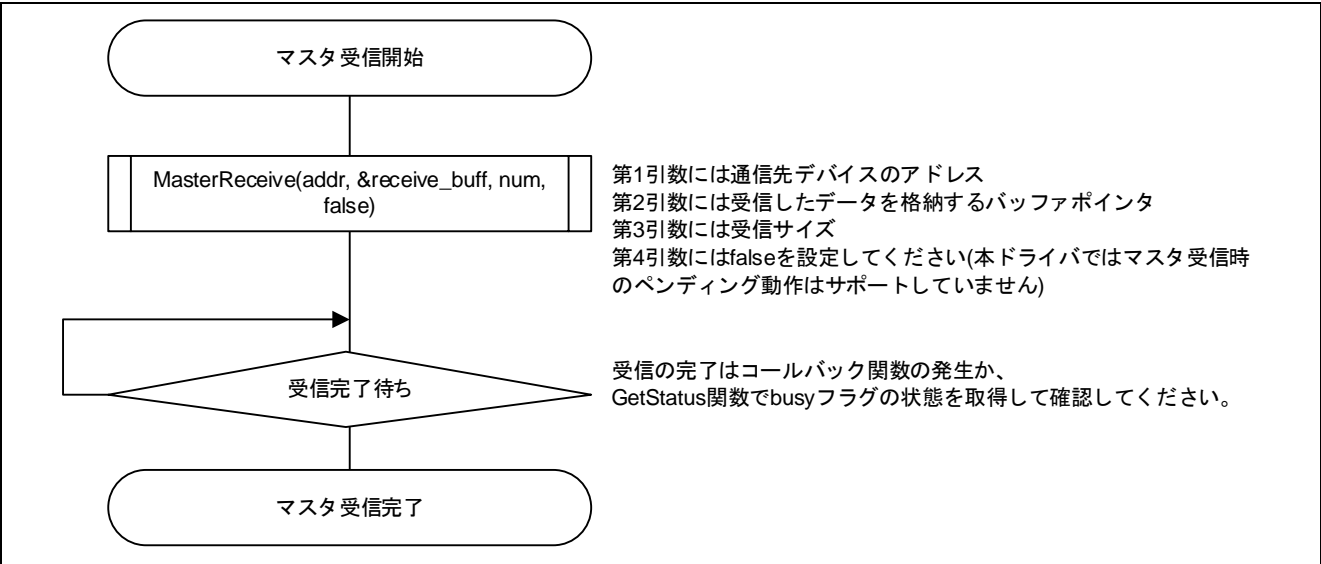 マスタ受信開始
MasterReceive(addr, &receive_buff, num,
false)
第1引数には通信先デバイスのアドレス
第2引数には受信したデータを格納するバッファポインタ
第3引数には受信サイズ
第4引数にはfalseを設定してください(本ドライバではマスタ受信時
のペンディング動作はサポートしていません)
受信完了待ち
受信の完了はコールバック関数の発生か、
GetStatus関数でbusyフラグの状態を取得して確認してください。
マスタ受信完了